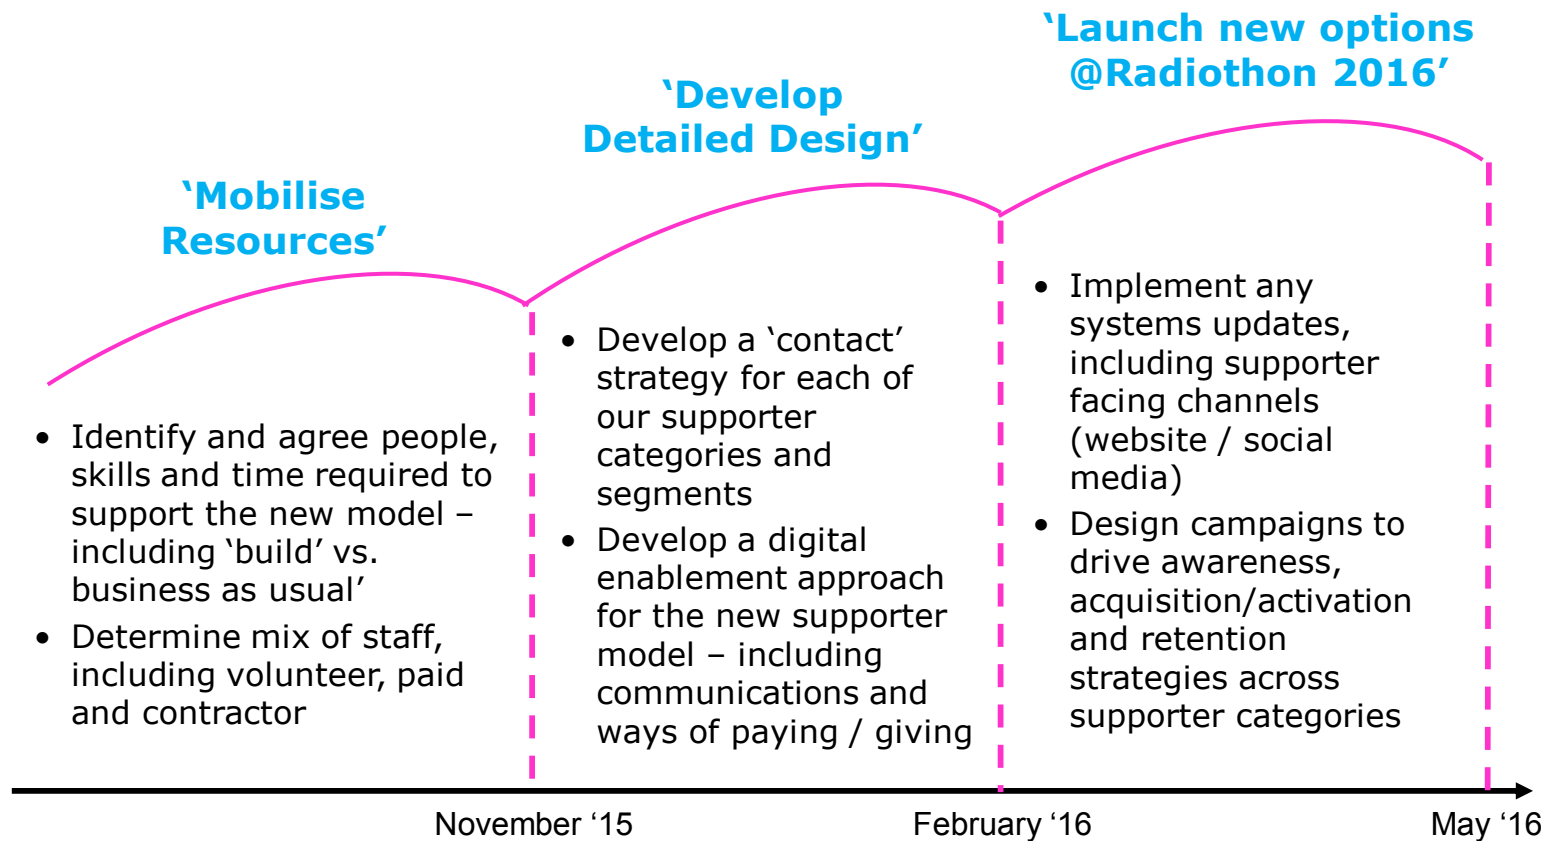 ‘Mobilise
Resources’
• Identify and agree people,
skills and time required to
support the new model –
including ‘build’ vs.
business as usual’
• Determine mix of staff,
including volunteer, paid
and contractor
‘Develop
Detailed Design’
• Develop a ‘contact’
strategy for each of
our supporter
categories and
segments
• Develop a digital
enablement approach
for the new supporter
model – including
communications and
ways of paying / giving
‘Launch new options
@Radiothon 2016’
• Implement any
systems updates,
including supporter
facing channels
(website / social
media)
• Design campaigns to
drive awareness,
acquisition/activation
and retention
strategies across
supporter categories
November ‘15
February ‘16
May ‘16